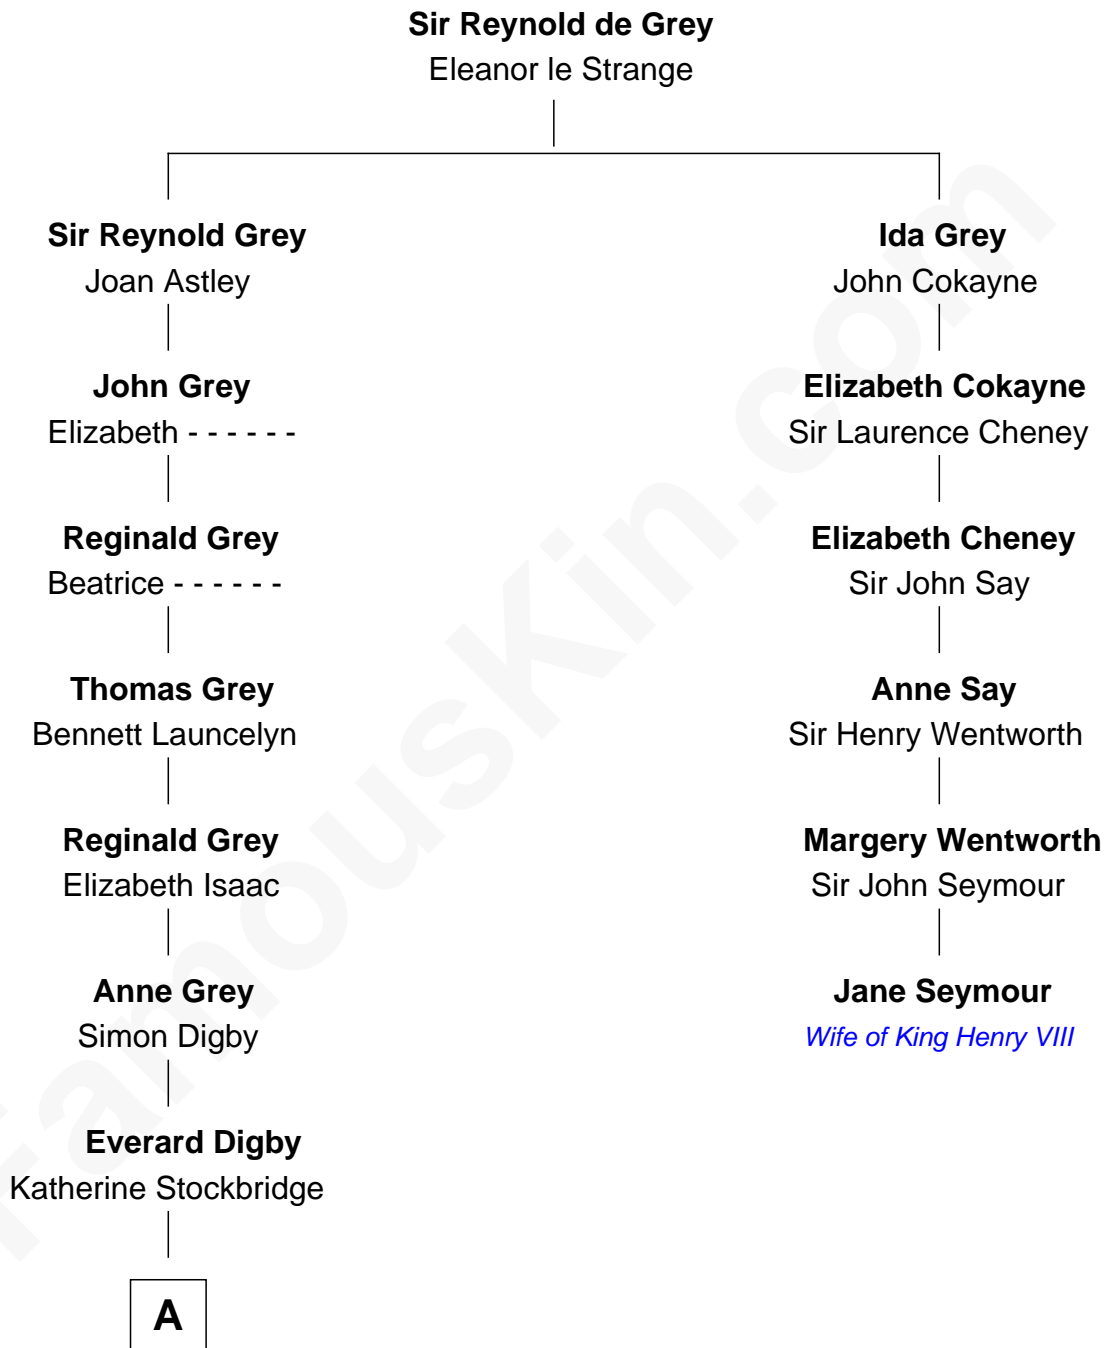 Sir Reynold de Grey
Eleanor le Strange
Sir Reynold Grey
Joan Astley
Ida Grey
John Cokayne
John Grey
Elizabeth - - - - - -
Elizabeth Cokayne
Sir Laurence Cheney
Reginald Grey
Beatrice - - - - - -
Elizabeth Cheney
Sir John Say
Thomas Grey
Bennett Launcelyn
Anne Say
Sir Henry Wentworth
Reginald Grey
Elizabeth Isaac
Margery Wentworth
Sir John Seymour
Anne Grey
Simon Digby
Jane Seymour
Wife of King Henry VIII
Everard Digby
Katherine Stockbridge
A
FamousKin.com